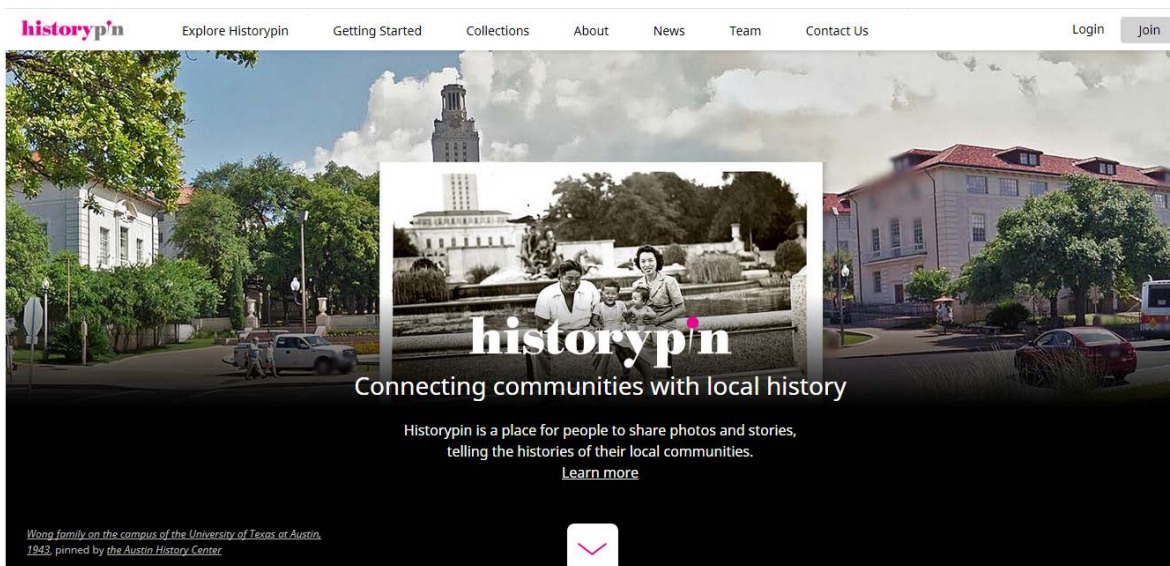 historypin
Explore Historypin
Getting Started
Collections
About
News
Team
Contact Us
Login
Join
historypin
Connecting communities with local history
Historypin is a place for people to share photos and stories,
telling the histories of their local communities.
Learn more
Wong family on the campus of the University of Texas at Austin,
1943, pinned by the Austin History Center